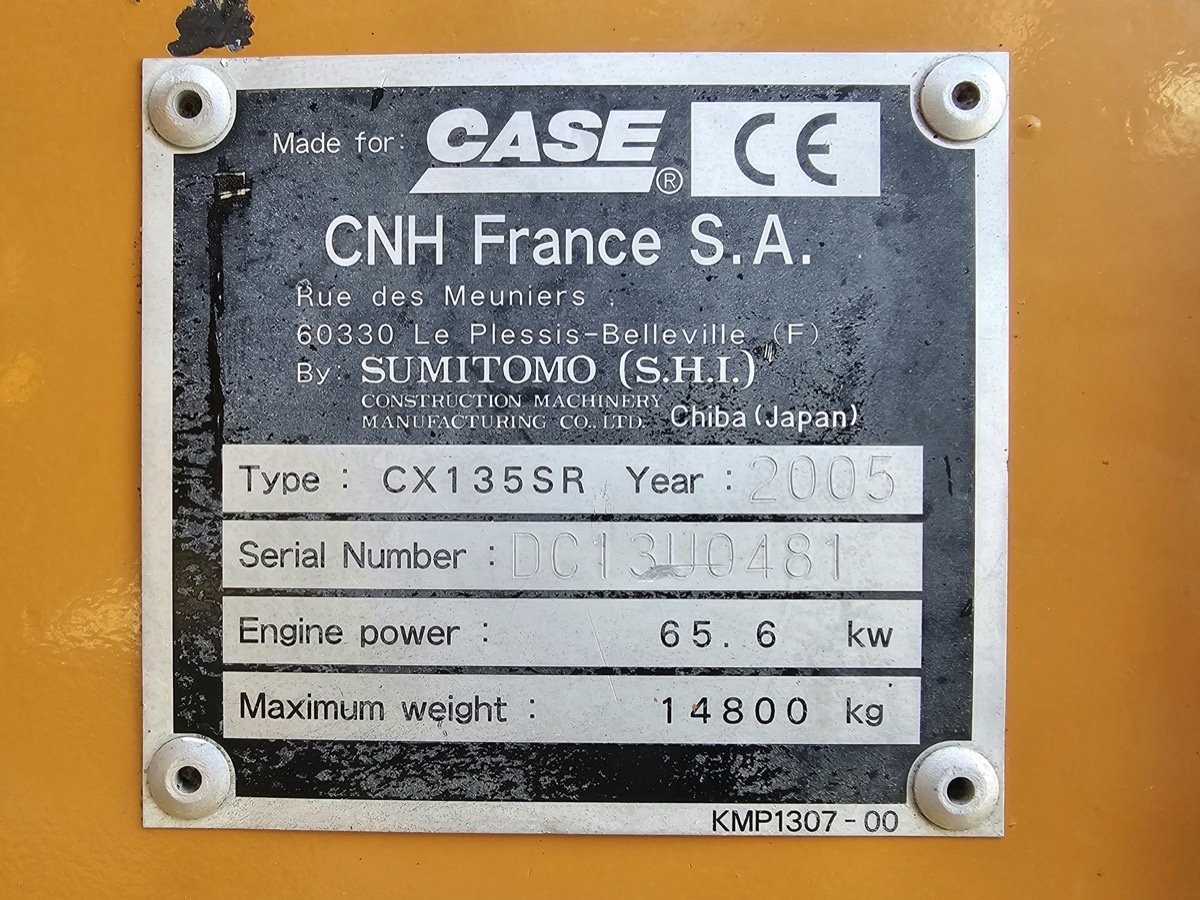 Made for: CASE ® CE
CNH France S.A.
Rue des Meuniers ,
60330 Le Plessis-Belleville (F)
By: SUMITOMO (S.H.I.)
CONSTRUCTION MACHINERY
MANUFACTURING CO., LTD. Chiba (Japan)
Type : CX135SR Year : 2005
Serial Number : DC13U0481
Engine power : 65.6 kw
Maximum weight : 14800 kg
KMP1307-00